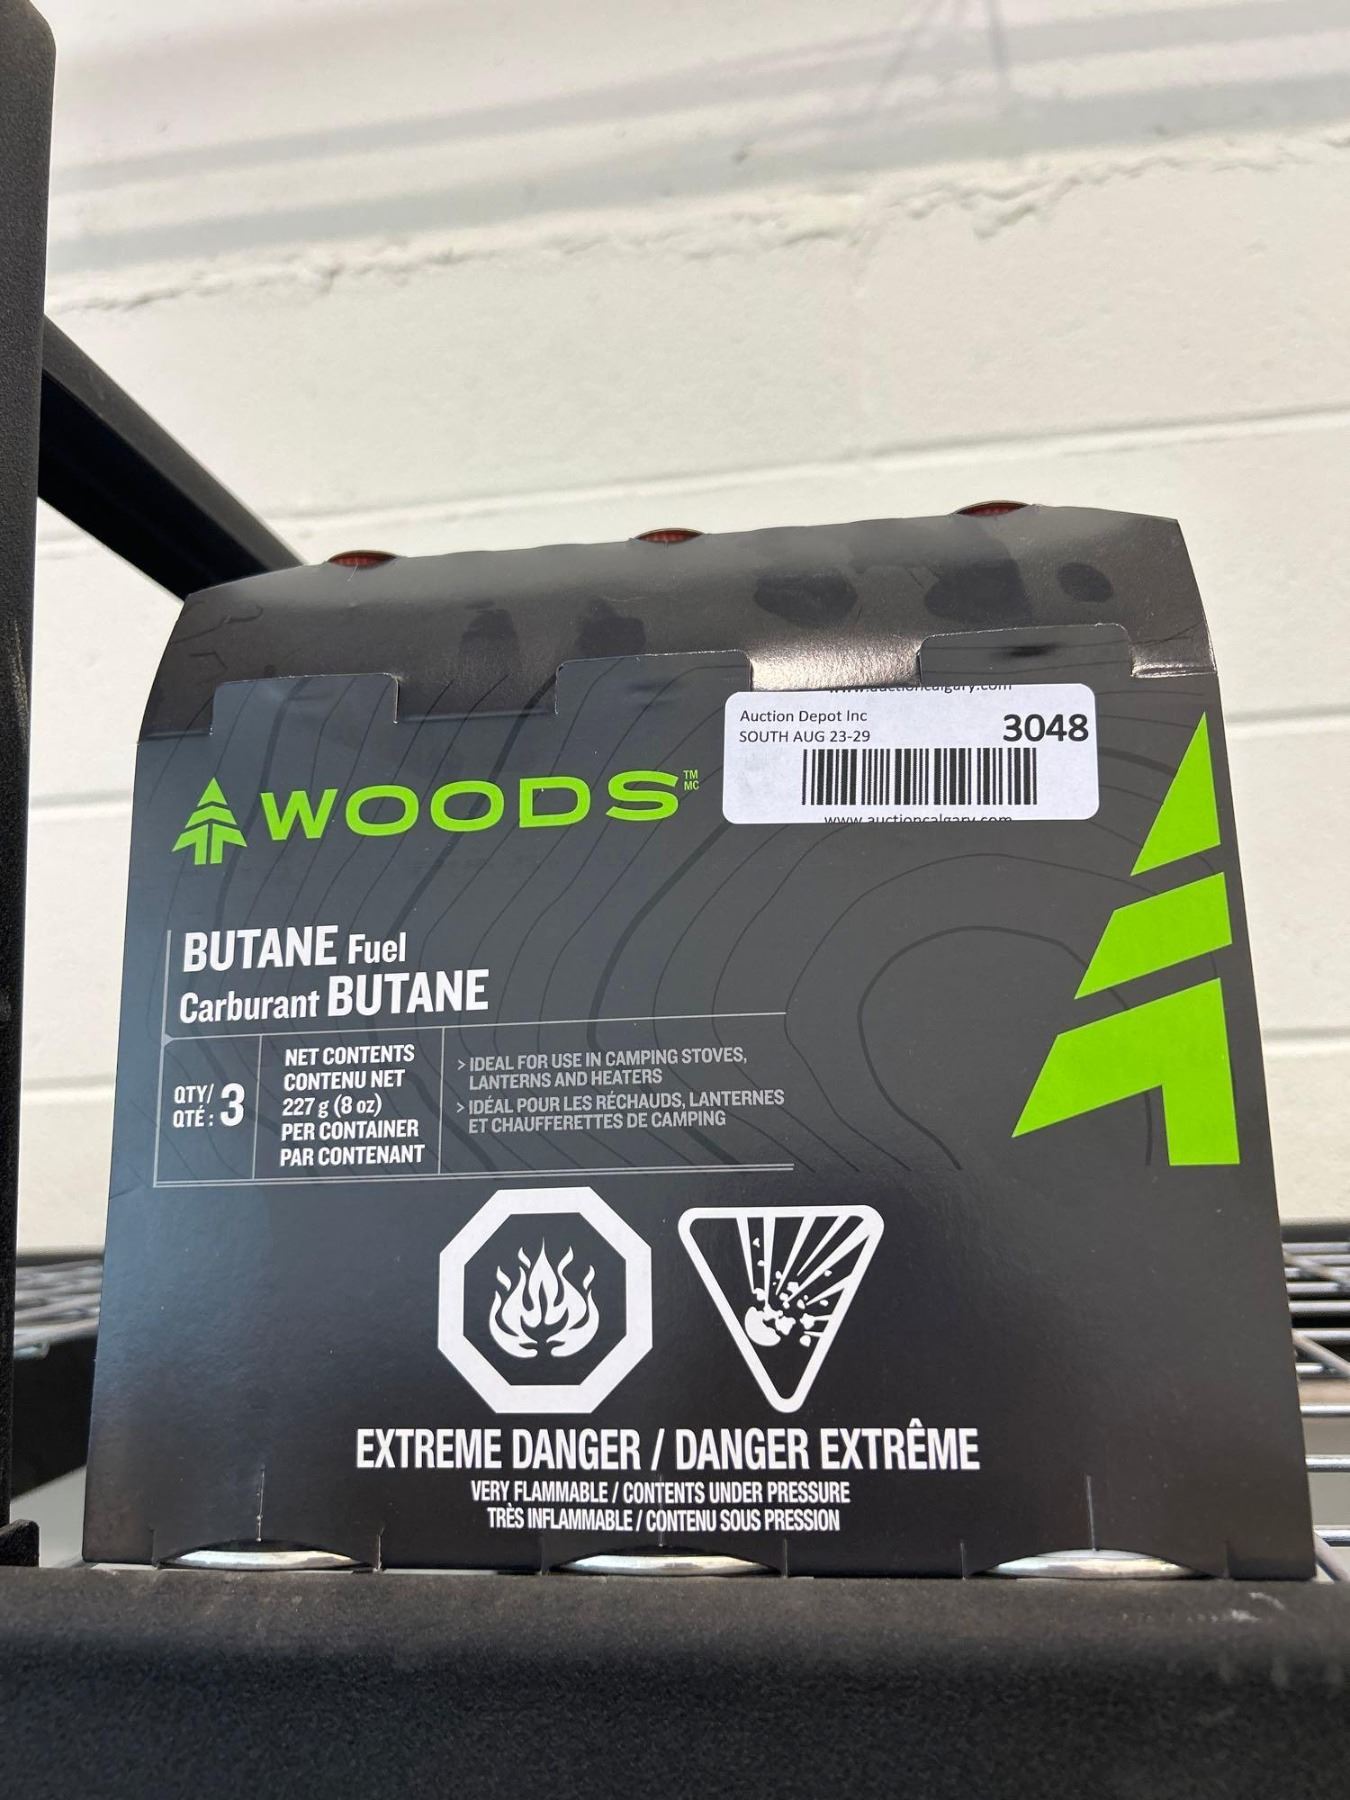 www.auctioncalgary.com
Auction Depot Inc
SOUTH AUG 23-29
3048
www.auctioncalgary.com
WOODS TM MC
BUTANE Fuel
Carburant BUTANE
QTY/
QTÉ: 3
NET CONTENTS
CONTENU NET
227 g (8 oz)
PER CONTAINER
PAR CONTENANT
> IDEAL FOR USE IN CAMPING STOVES,
LANTERNS AND HEATERS
> IDÉAL POUR LES RÉCHAUDS, LANTERNES
ET CHAUFFERETTES DE CAMPING
EXTREME DANGER / DANGER EXTRÊME
VERY FLAMMABLE / CONTENTS UNDER PRESSURE
TRÈS INFLAMMABLE / CONTENU SOUS PRESSION